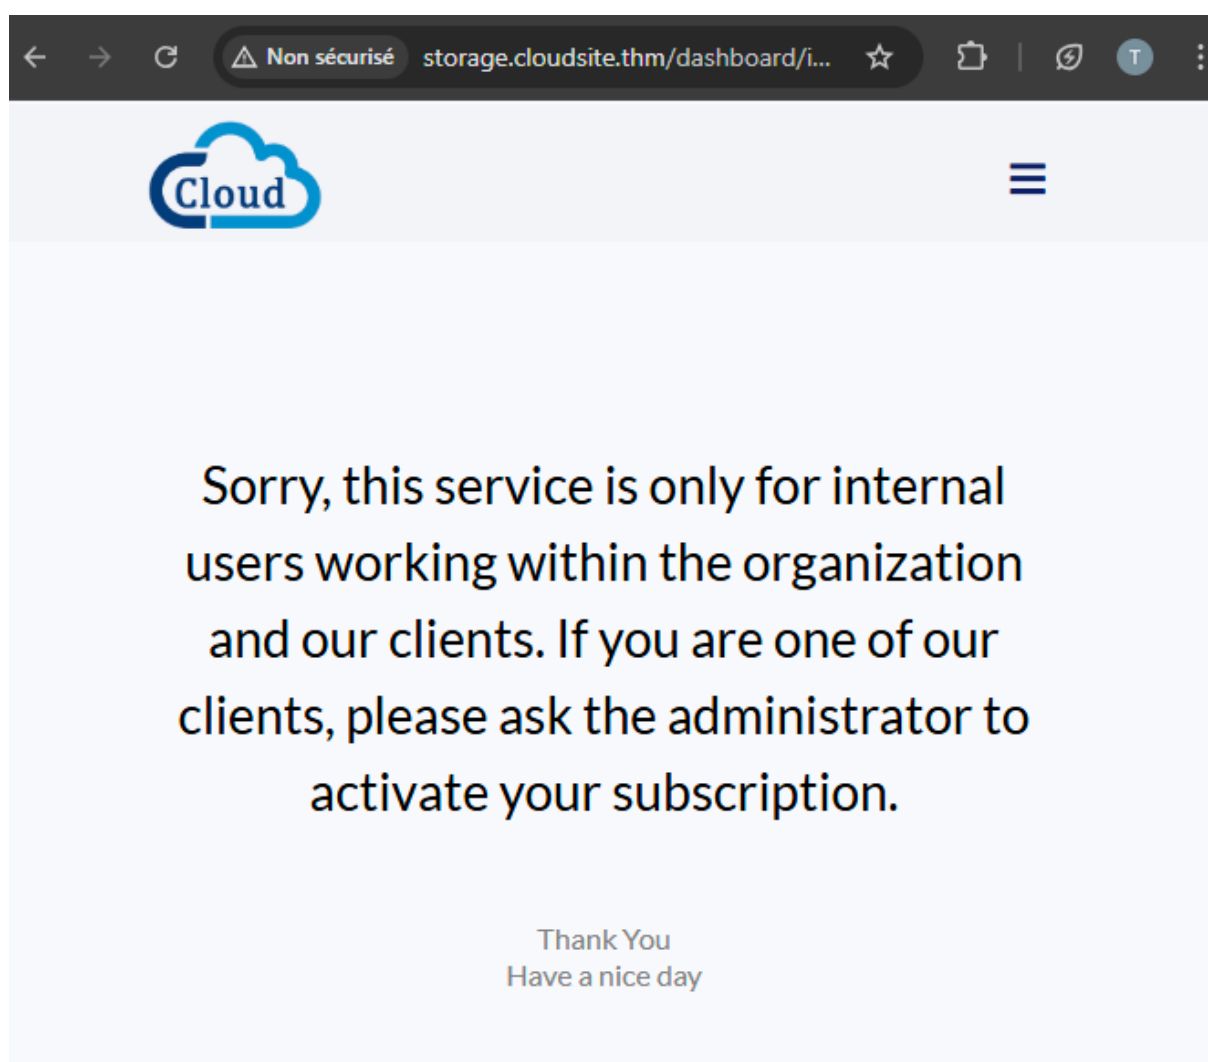 Non sécurisé storage.cloudsite.thm/dashboard/i...
T
Cloud
Sorry, this service is only for internal
users working within the organization
and our clients. If you are one of our
clients, please ask the administrator to
activate your subscription.
Thank You
Have a nice day